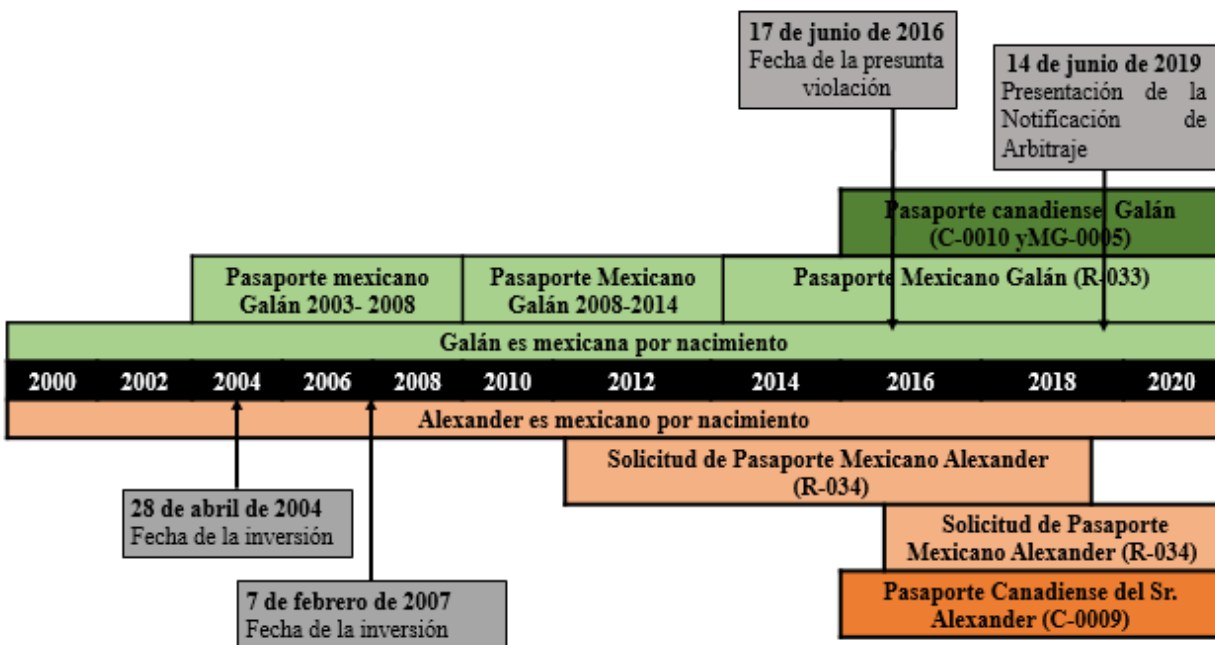 17 de junio de 2016
Fecha de la presunta
violación
14 de junio de 2019
Presentación de la
Notificación de
Arbitraje
Pasaporte canadiense Galán
(C-0010 yMG-0005)
Pasaporte mexicano
Galán 2003- 2008
Pasaporte Mexicano
Galán 2008-2014
Pasaporte Mexicano Galán (R-033)
Galán es mexicana por nacimiento
2000 2002 2004 2006 2008 2010 2012 2014 2016 2018 2020
Alexander es mexicano por nacimiento
Solicitud de Pasaporte Mexicano Alexander
(R-034)
28 de abril de 2004
Fecha de la inversión
Solicitud de Pasaporte
Mexicano Alexander (R-034)
7 de febrero de 2007
Fecha de la inversión
Pasaporte Canadiense del Sr.
Alexander (C-0009)